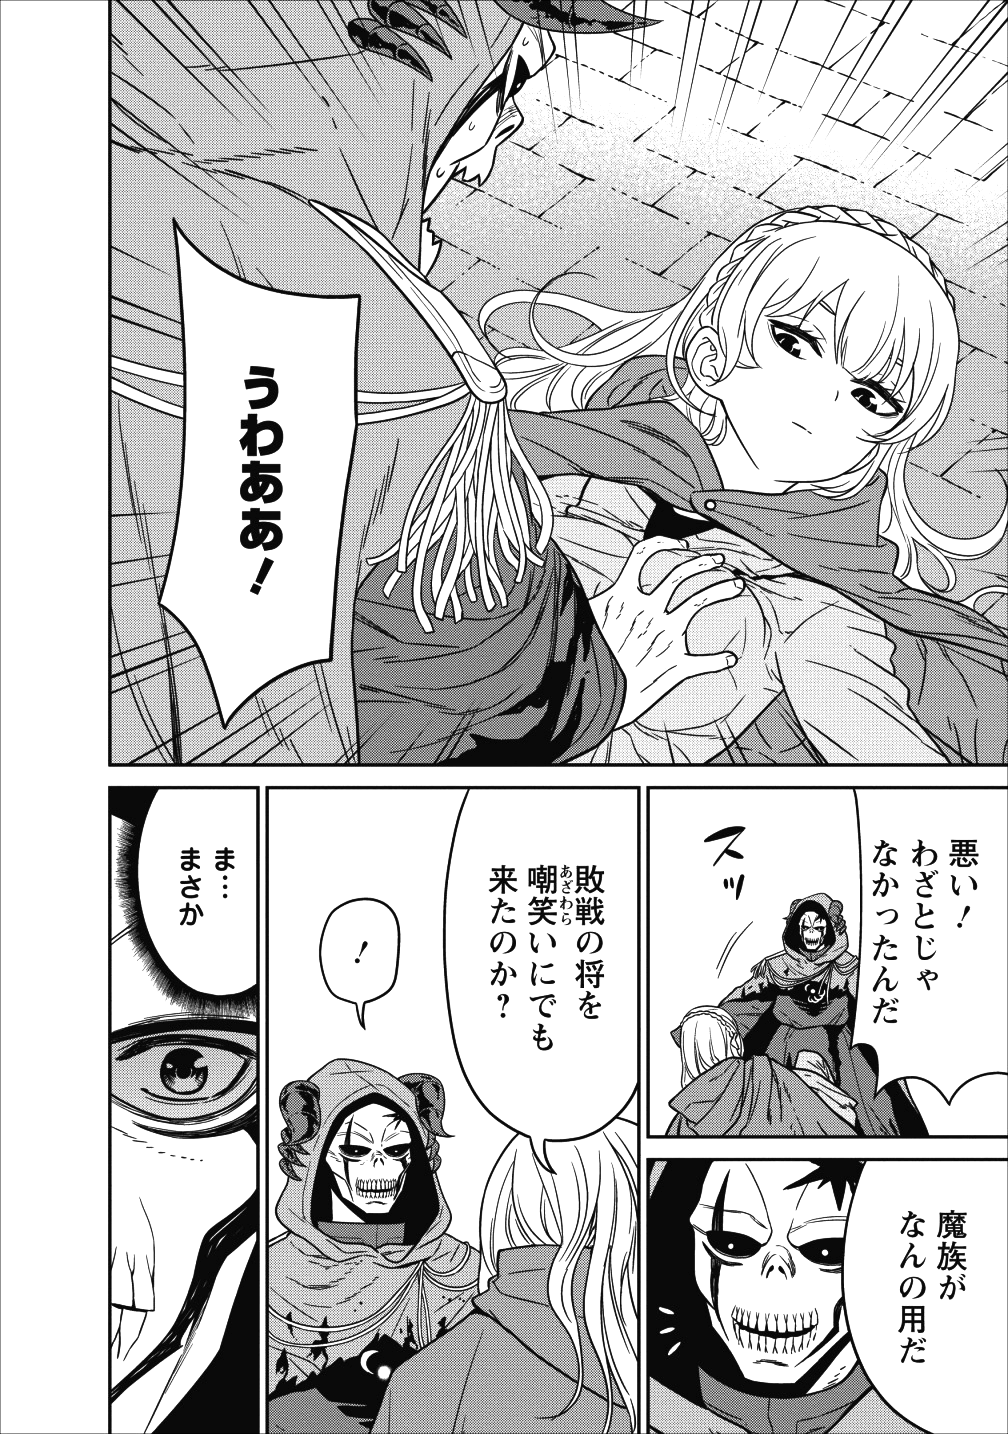 うわああ！
悪い！
わざとじゃ
なかったんだ
スッ
魔族が
なんの用だ
敗戦の将を
嘲笑いにでも
あざわら
来たのか？
！
ま…
まさか